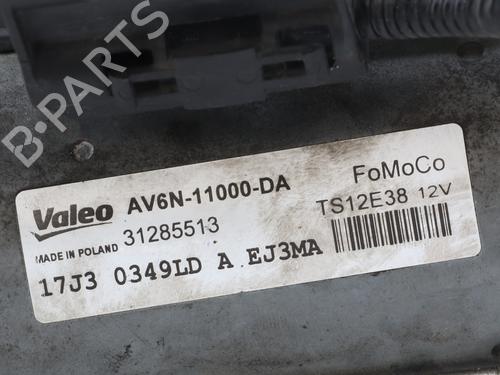 B-PARTS
Valeo AV6N-11000-DA FoMoCo
MADE IN POLAND 31285513 TS12E38 12V
17J3 0349LD A EJ3MA